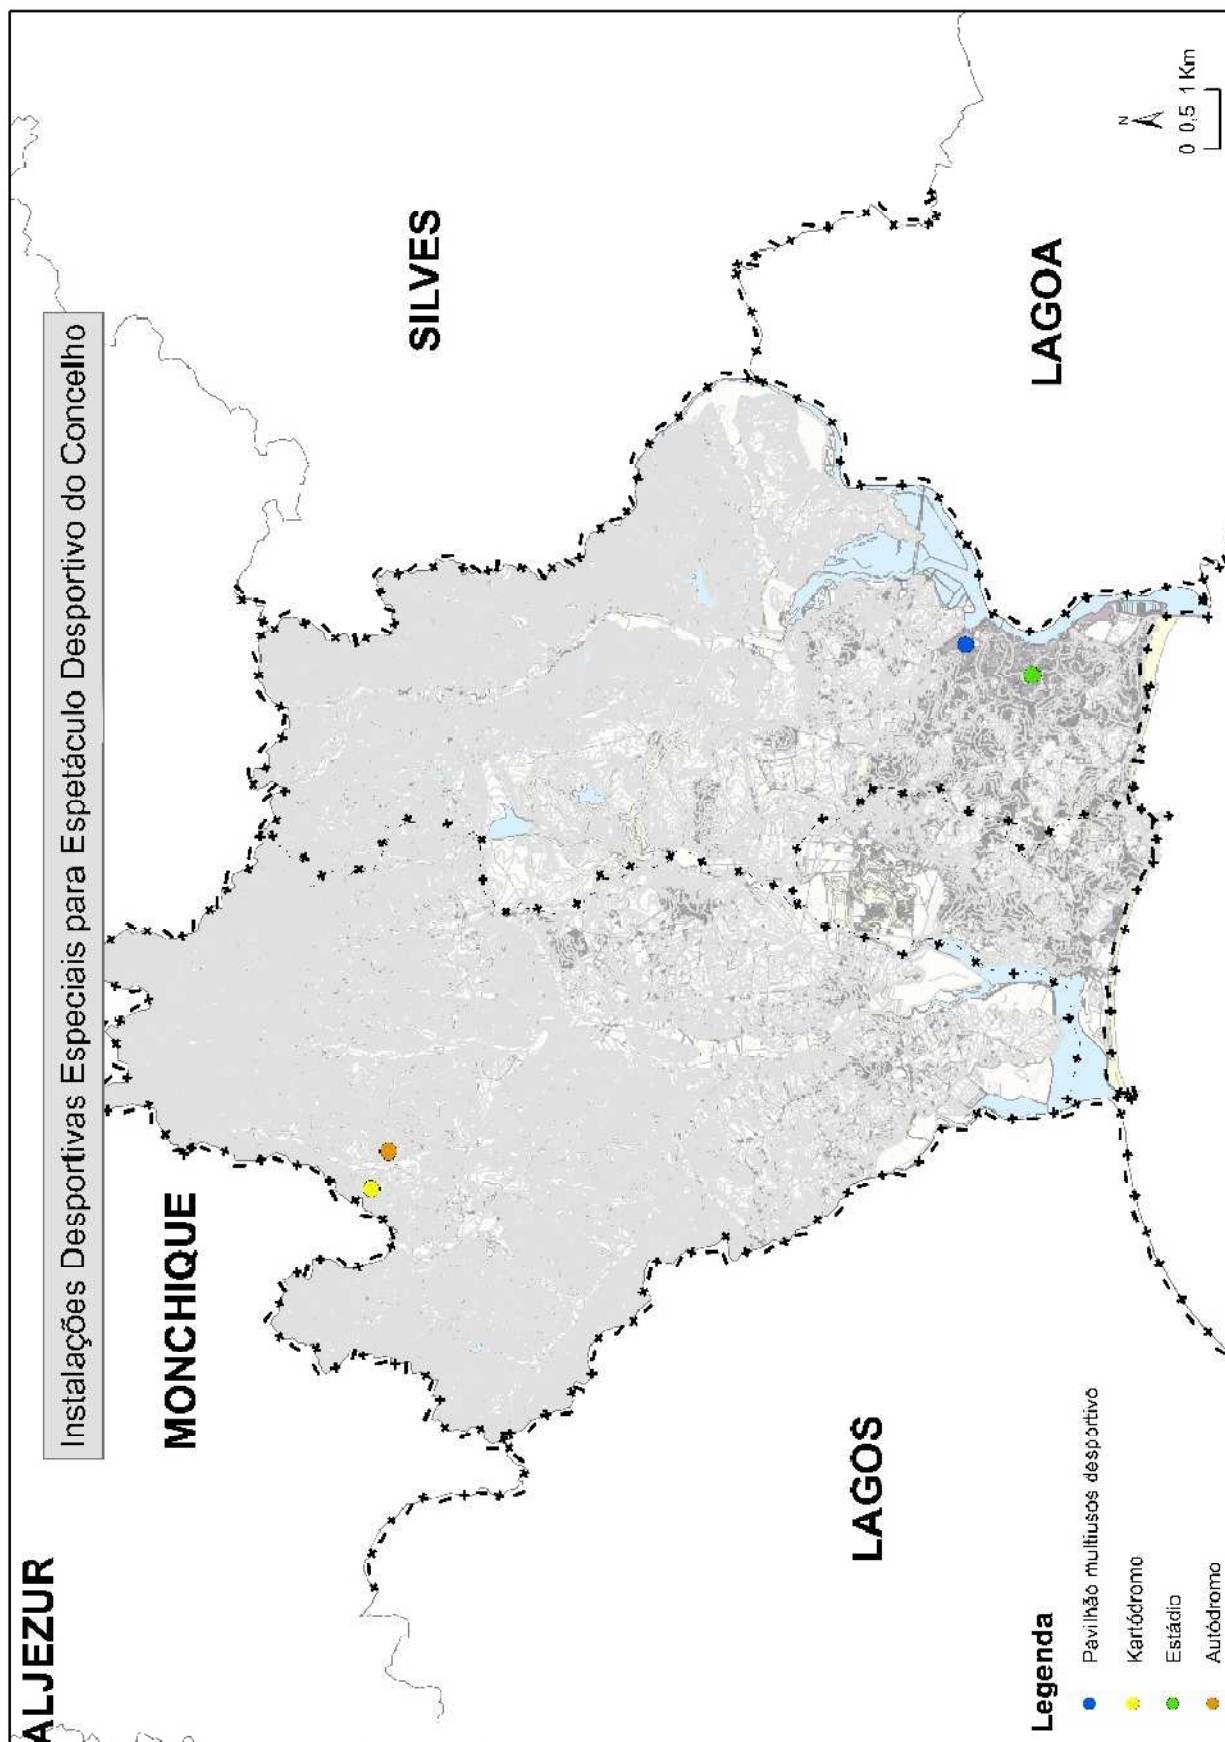 Instalações Desportivas Especiais para Espetáculo Desportivo do Concelho
ALJEZUR
MONCHIQUE
SILVES
LAGOS
LAGOA
Legenda
Pavilhão multiusos desportivo
Kartódromo
Estádio
Autódromo
N
0 0,5 1 Km